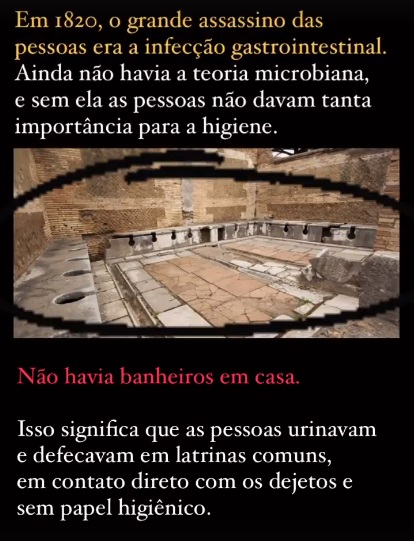 Em 1820, o grande assassino das
pessoas era a infecção gastrointestinal.
Ainda não havia a teoria microbiana,
e sem ela as pessoas não davam tanta
importância para a higiene.
Não havia banheiros em casa.
Isso significa que as pessoas urinavam
e defecavam em latrinas comuns,
em contato direto com os dejetos e
sem papel higiênico.